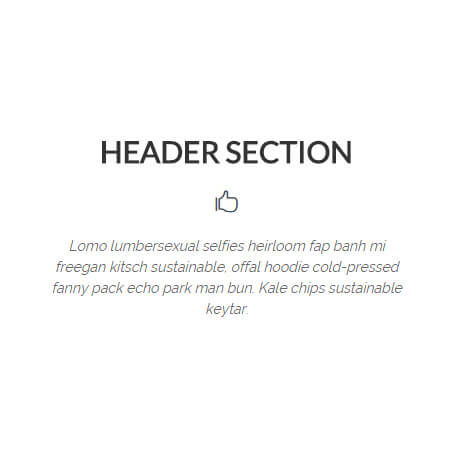 HEADER SECTION
Lomo lumbersexual selfies heirloom fap banh mi
freegan kitsch sustainable, offal hoodie cold-pressed
fanny pack echo park man bun. Kale chips sustainable
keytar.